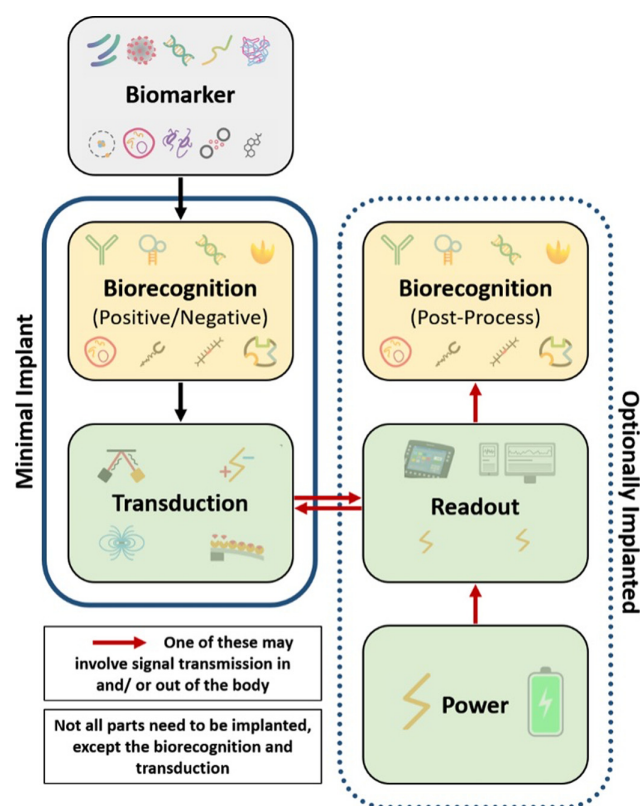 Biomarker
Minimal Implant
Biorecognition
(Positive/Negative)
Transduction
Biorecognition
(Post-Process)
Readout
Power
Optionally Implanted
One of these may
involve signal transmission in
and/ or out of the body
Not all parts need to be implanted,
except the biorecognition and
transduction